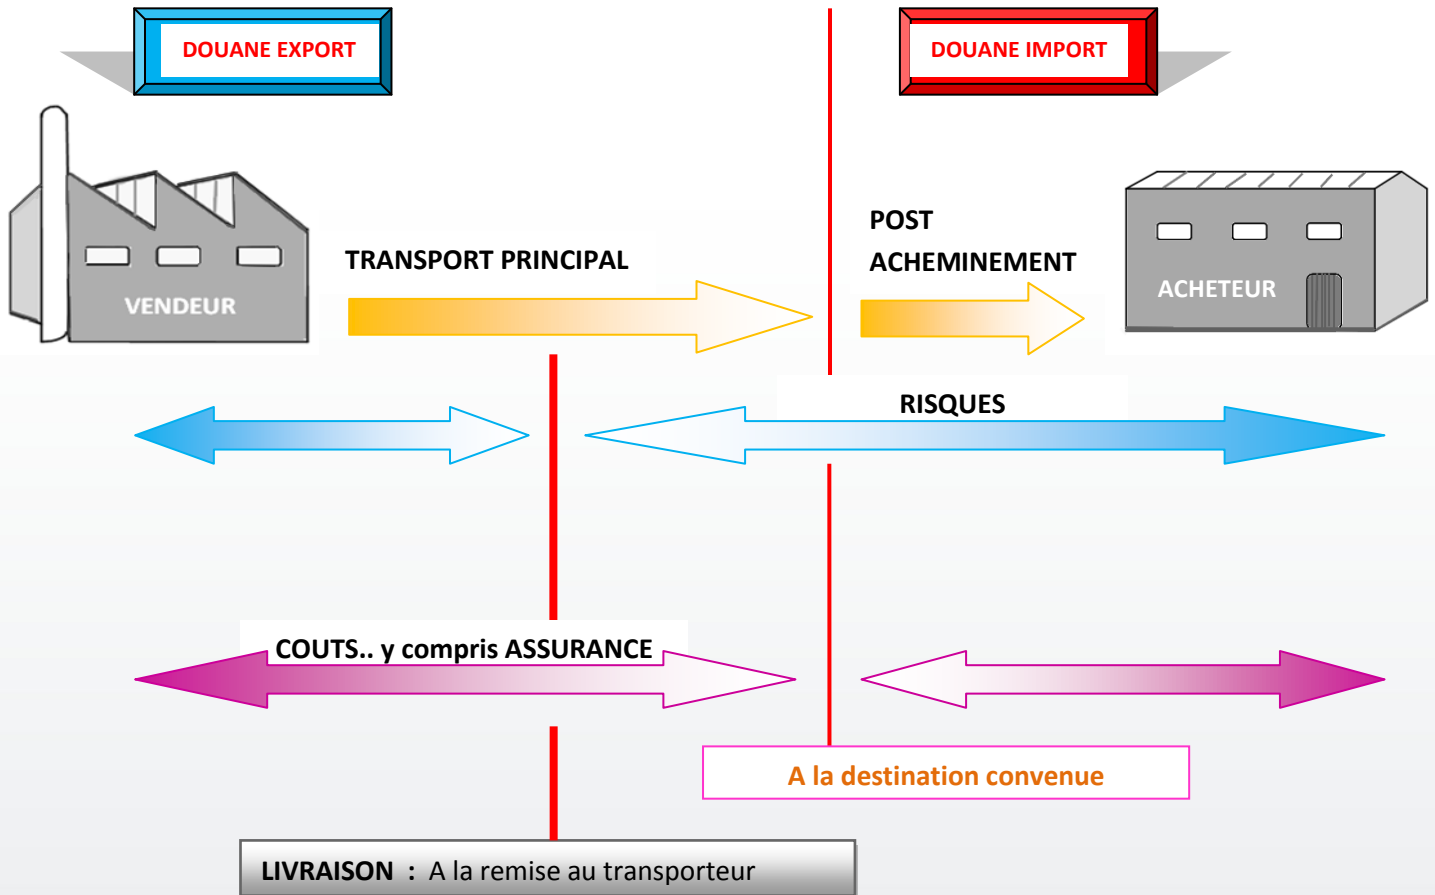 DOUANE EXPORT
DOUANE IMPORT
VENDEUR
TRANSPORT PRINCIPAL
POST
ACHEMINEMENT
ACHETEUR
RISQUES
COUTS.. y compris ASSURANCE
A la destination convenue
LIVRAISON : A la remise au transporteur